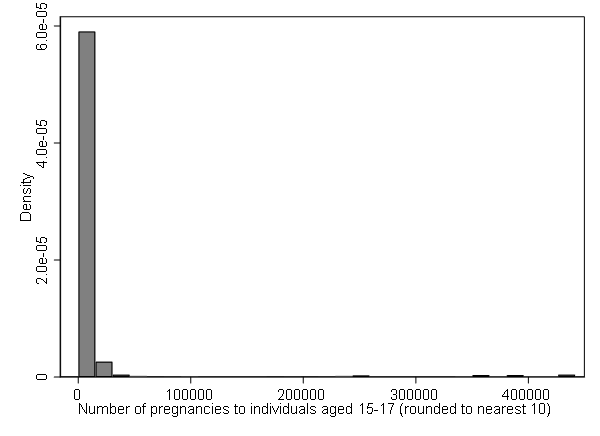 6.0e-05
4.0e-05
2.0e-05
0
Density
0 100000 200000 300000 400000
Number of pregnancies to individuals aged 15-17 (rounded to nearest 10)